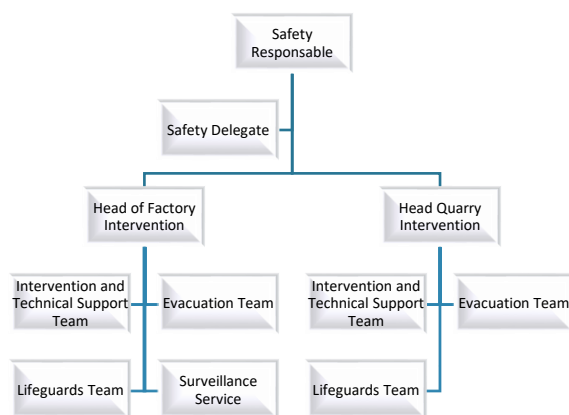 Safety
Responsable
Safety Delegate
Head of Factory
Intervention
Head Quarry
Intervention
Intervention and
Technical Support
Team
Evacuation Team
Intervention and
Technical Support
Team
Evacuation Team
Lifeguards Team
Surveillance
Service
Lifeguards Team